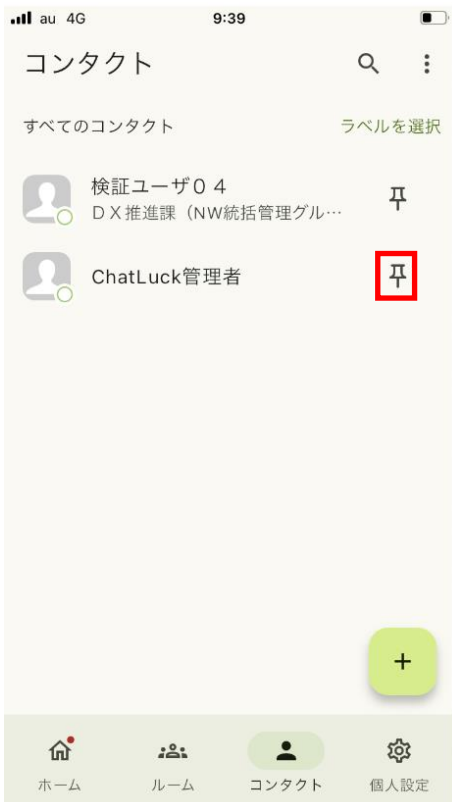 au 4G 9:39
コンタクト
すべてのコンタクト ラベルを選択
検証ユーザ０４
ＤＸ推進課（NW統括管理グル…
ChatLuck管理者
+
ホーム ルーム コンタクト 個人設定